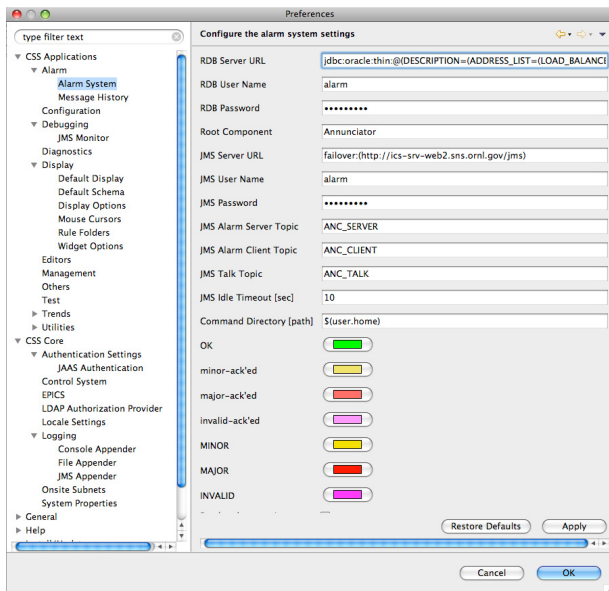 Preferences
type filter text
Configure the alarm system settings
CSS Applications
Alarm
Alarm System
Message History
Configuration
Debugging
JMS Monitor
Diagnostics
Display
Default Display
Default Schema
Display Options
Mouse Cursors
Rule Folders
Widget Options
Editors
Management
Others
Test
Trends
Utilities
CSS Core
Authentication Settings
JAAS Authentication
Control System
EPICS
LDAP Authorization Provider
Locale Settings
Logging
Console Appender
File Appender
JMS Appender
Onsite Subnets
System Properties
General
Help
RDB Server URL jdbc:oracle:thin:@(DESCRIPTION=(ADDRESS_LIST=(LOAD_BALANCE
RDB User Name alarm
RDB Password •••••••••
Root Component Annunciator
JMS Server URL failover:(http://ics-srv-web2.sns.ornl.gov/jms)
JMS User Name alarm
JMS Password •••••••••
JMS Alarm Server Topic ANC_SERVER
JMS Alarm Client Topic ANC_CLIENT
JMS Talk Topic ANC_TALK
JMS Idle Timeout [sec] 10
Command Directory [path] $(user.home)
OK
minor-ack'ed
major-ack'ed
invalid-ack'ed
MINOR
MAJOR
INVALID
Restore Defaults Apply
Cancel OK